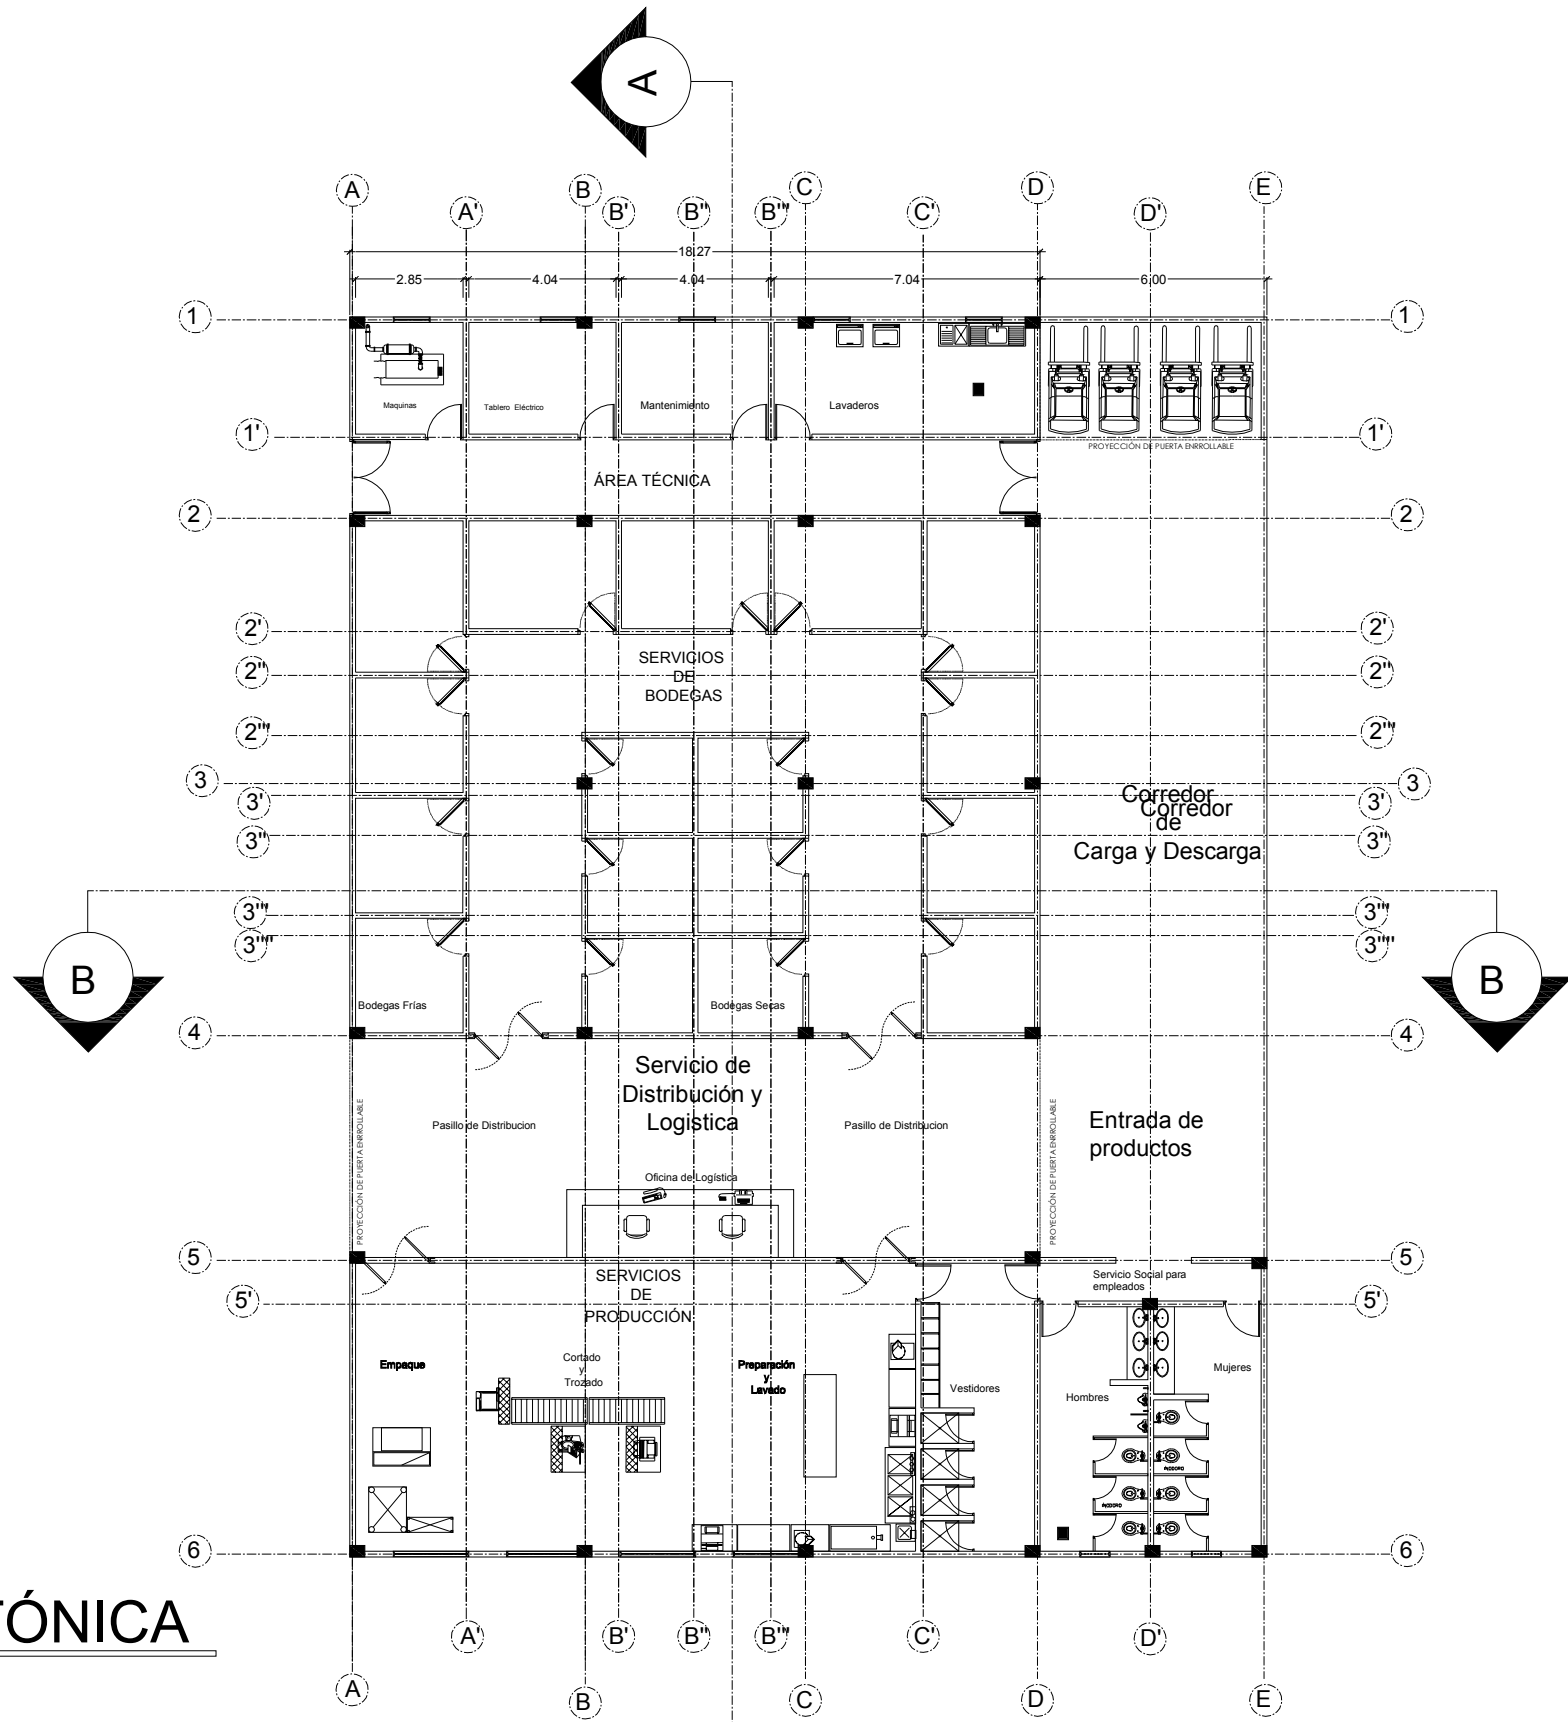 A
A
B
C
D
E
A'
B'
B"
B'"
C'
D'
18.27
2.85
4.04
4.04
7.04
6.00
1
1
Maquinas
Tablero Eléctrico
Mantenimiento
Lavaderos
1'
1'
PROYECCIÓN DE PUERTA ENRROLLABLE
ÁREA TÉCNICA
2
2
2'
2'
SERVICIOS
DE
BODEGAS
2"
2"
2'"
2'"
3
3
Corredor
Corredor
de
Carga y Descarga
3'
3'
3"
3"
3'"
3'"
3""
3""
B
B
Bodegas Frías
Bodegas Secas
4
4
Servicio de
Distribución y
Logistica
Pasillo de Distribucion
Pasillo de Distribucion
PROYECCIÓN DE PUERTA ENRROLLABLE
PROYECCIÓN DE PUERTA ENRROLLABLE
Entrada de
productos
Oficina de Logística
5
5
SERVICIOS
DE
PRODUCCIÓN
Servicio Social para
empleados
5'
5'
Empaque
Cortado
y
Trozado
Preparación
y
Lavado
Vestidores
Hombres
Mujeres
INODORO
INODORO
6
6
TÓNICA
A'
B'
B"
B'"
C'
D'
A
B
C
D
E